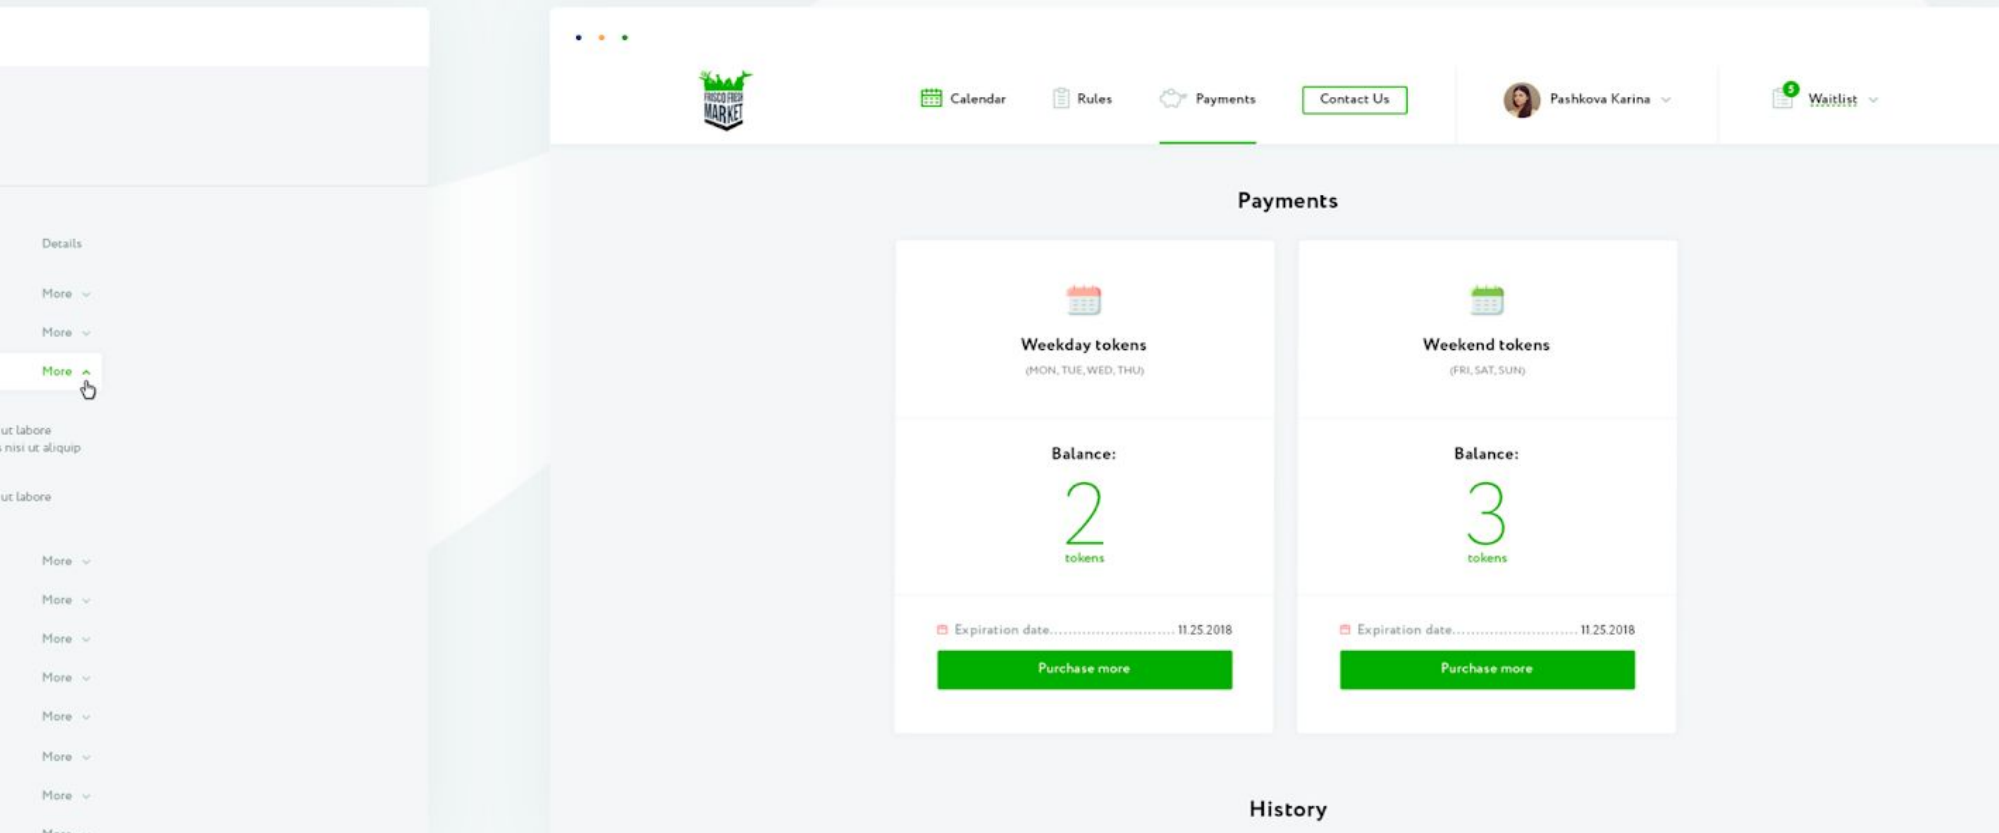 Details
More
More
More
ut labore
nisi ut aliquip
ut labore
More
More
More
More
More
More
More
More
FRISCO FRESH
MARKET
Calendar
Rules
Payments
Contact Us
Pashkova Karina
5
Waitlist
Payments
Weekday tokens
(MON, TUE, WED, THU)
Balance:
2
tokens
Expiration date............................ 11.25.2018
Purchase more
Weekend tokens
(FRI, SAT, SUN)
Balance:
3
tokens
Expiration date............................ 11.25.2018
Purchase more
History